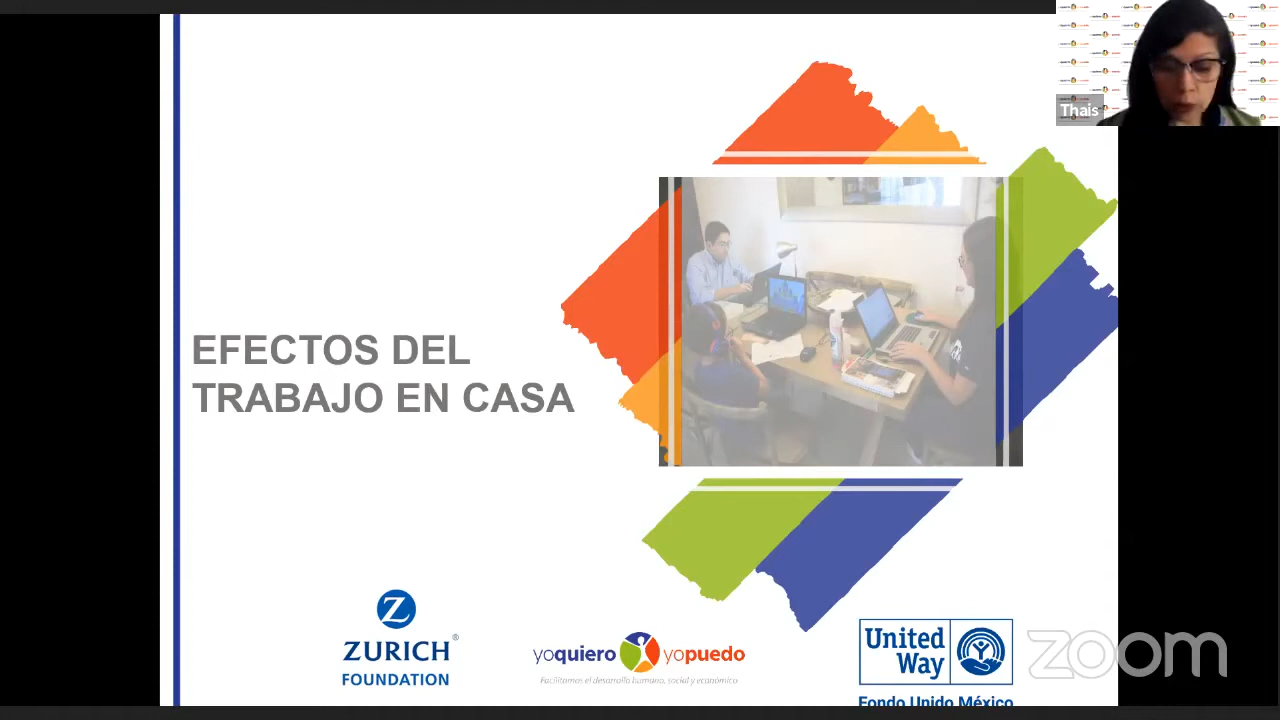 Thais
EFECTOS DEL
TRABAJO EN CASA
Z
ZURICH®
FOUNDATION
yoquiero yopuedo
Facilitamos el desarrollo humano, social y económico
United
Way
Fondo Unido México
zoom